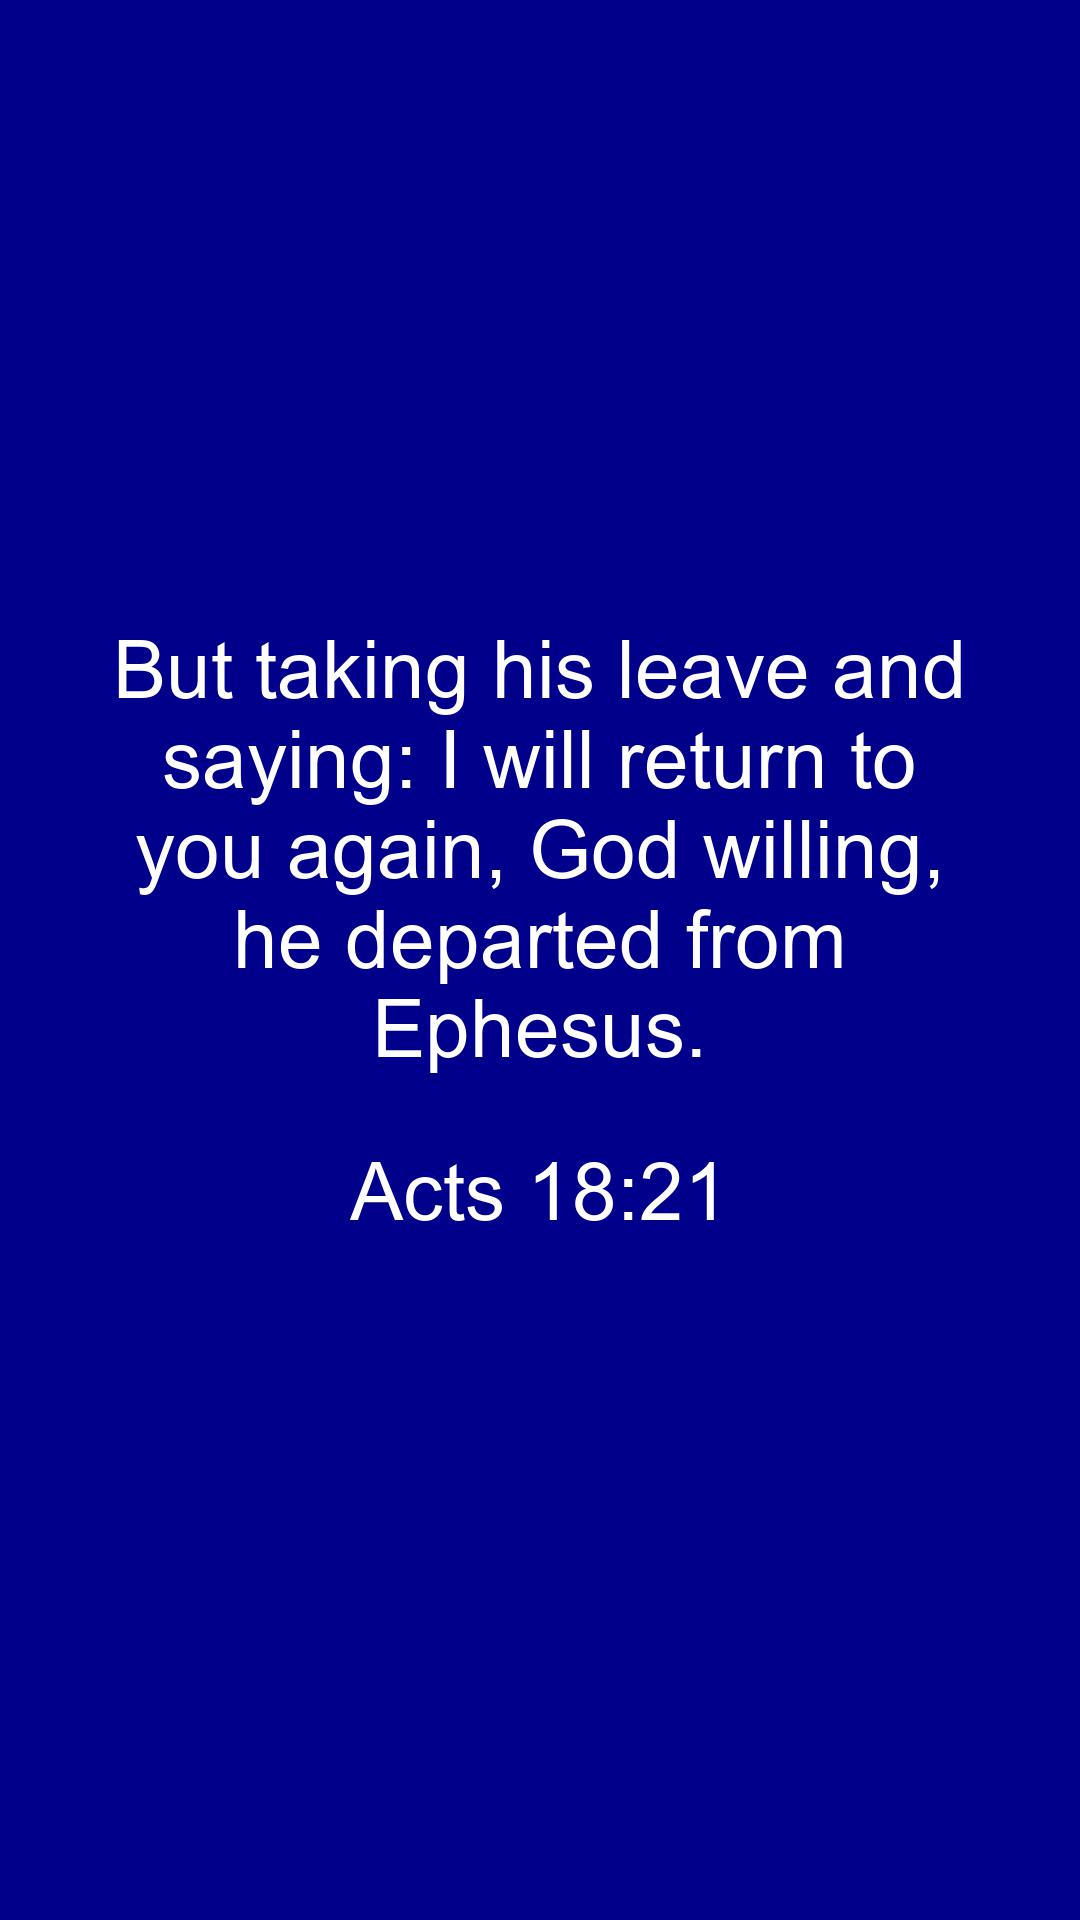 But taking his leave and
saying: I will return to
you again, God willing,
he departed from
Ephesus.
Acts 18:21